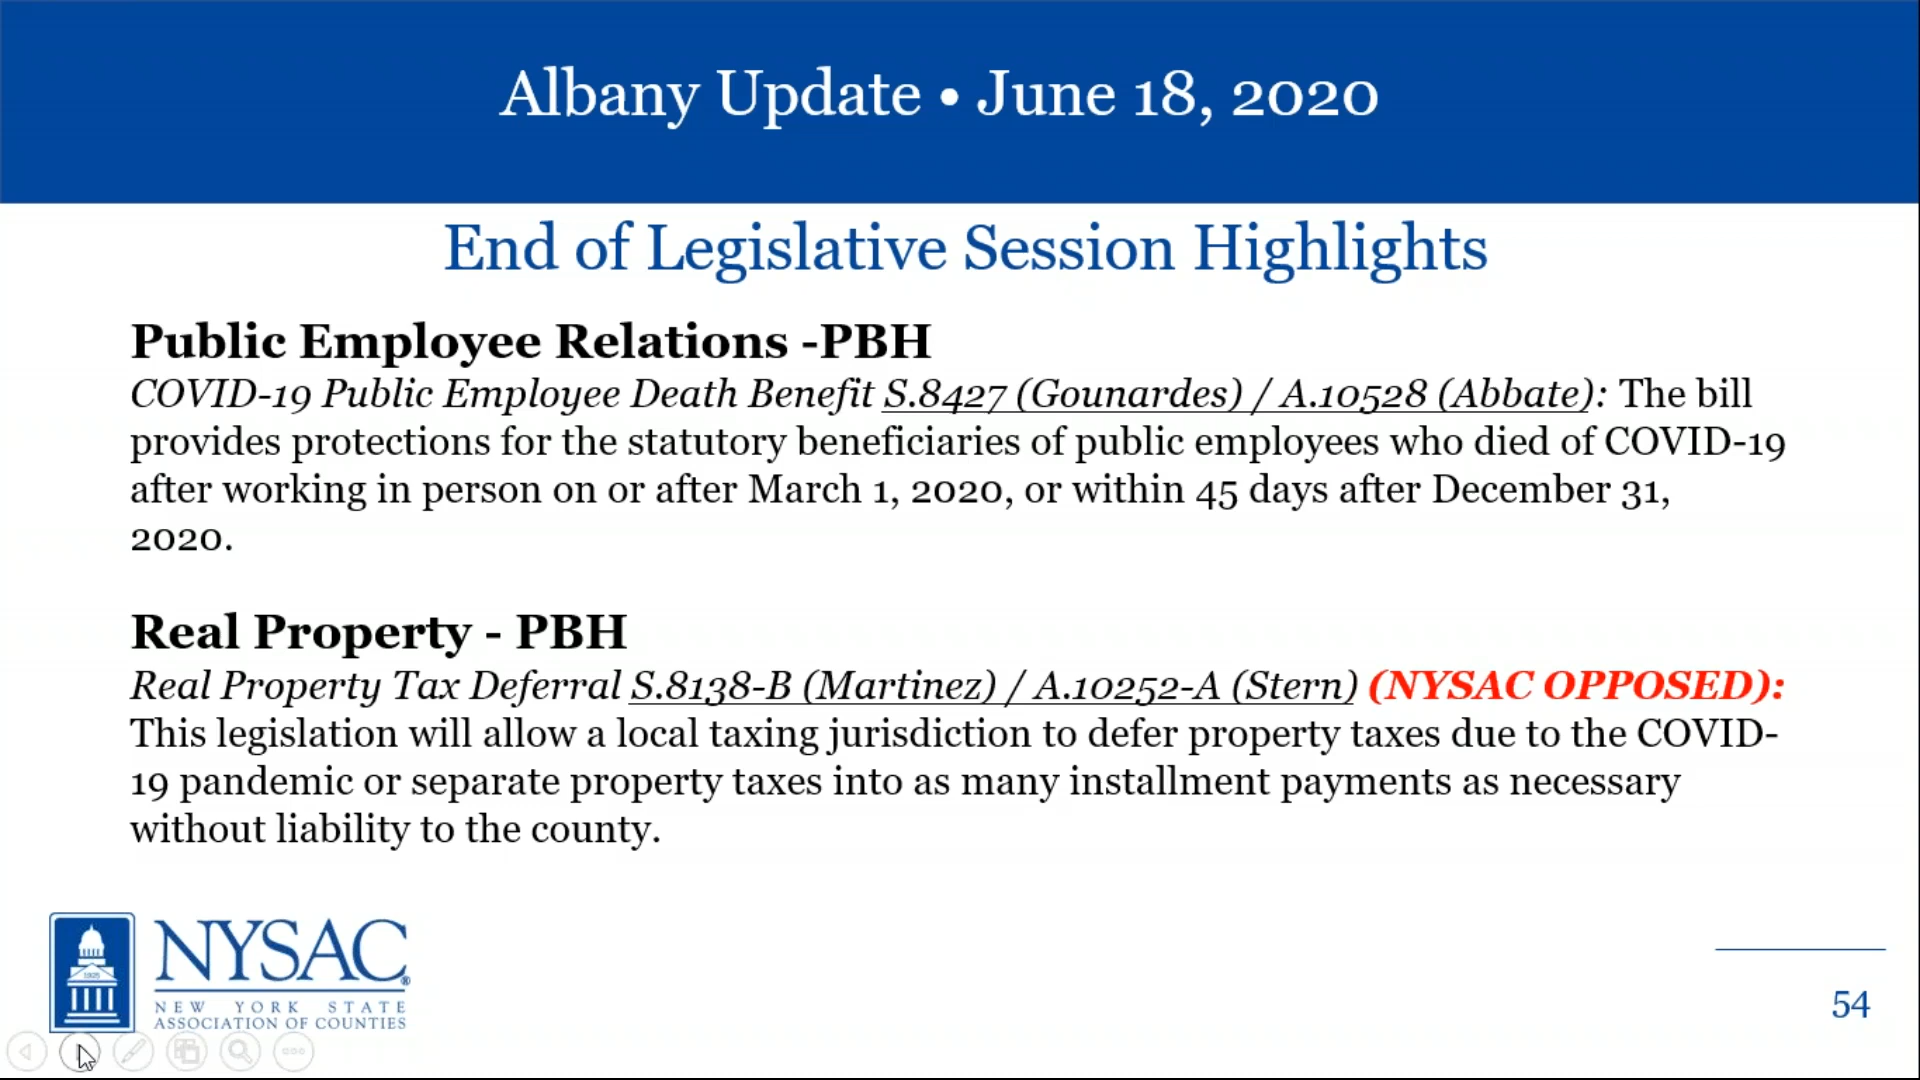 Albany Update • June 18, 2020
End of Legislative Session Highlights
Public Employee Relations -PBH
COVID-19 Public Employee Death Benefit S.8427 (Gounardes) / A.10528 (Abbate): The bill
provides protections for the statutory beneficiaries of public employees who died of COVID-19
after working in person on or after March 1, 2020, or within 45 days after December 31,
2020.
Real Property - PBH
Real Property Tax Deferral S.8138-B (Martinez) / A.10252-A (Stern) (NYSAC OPPOSED):
This legislation will allow a local taxing jurisdiction to defer property taxes due to the COVID-
19 pandemic or separate property taxes into as many installment payments as necessary
without liability to the county.
1925
NYSAC®
NEW YORK STATE
ASSOCIATION OF COUNTIES
54